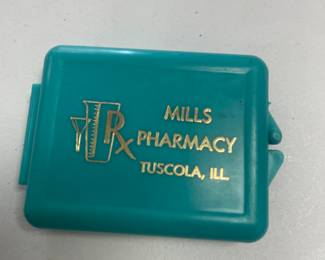 Rx
MILLS
PHARMACY
TUSCOLA, ILL.